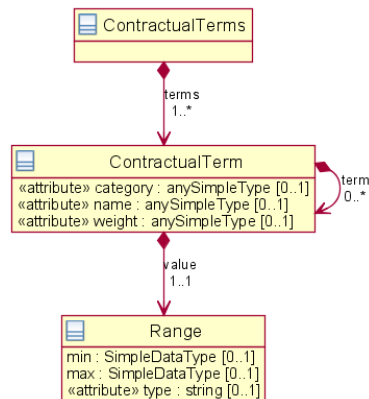 ContractualTerms
terms
1..*
ContractualTerm
«attribute» category : anySimpleType [0..1]
«attribute» name : anySimpleType [0..1]
«attribute» weight : anySimpleType [0..1]
term
0..*
value
1..1
Range
min : SimpleDataType [0..1]
max : SimpleDataType [0..1]
«attribute» type : string [0..1]